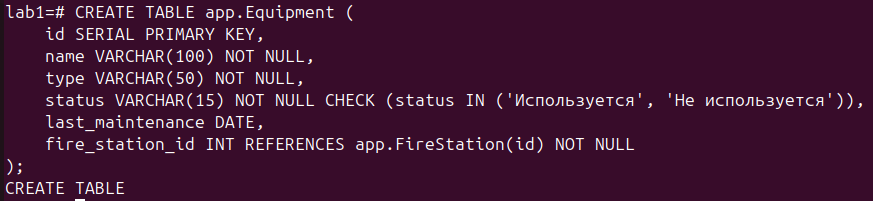 lab1=# CREATE TABLE app.Equipment (
    id SERIAL PRIMARY KEY,
    name VARCHAR(100) NOT NULL,
    type VARCHAR(50) NOT NULL,
    status VARCHAR(15) NOT NULL CHECK (status IN ('Используется', 'Не используется')),
    last_maintenance DATE,
    fire_station_id INT REFERENCES app.FireStation(id) NOT NULL
);
CREATE TABLE